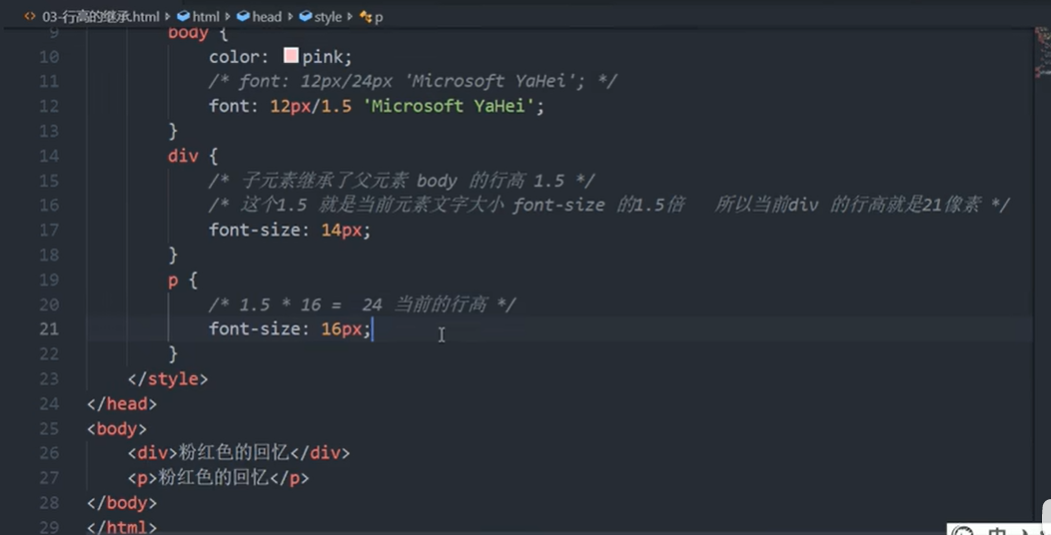 03-行高的继承.html html head style p
9 body {
10 color: pink;
11 /* font: 12px/24px 'Microsoft YaHei'; */
12 font: 12px/1.5 'Microsoft YaHei';
13 }
14 div {
15 /* 子元素继承了父元素 body 的行高 1.5 */
16 /* 这个1.5 就是当前元素文字大小 font-size 的1.5倍 所以当前div 的行高就是21像素 */
17 font-size: 14px;
18 }
19 p {
20 /* 1.5 * 16 = 24 当前的行高 */
21 font-size: 16px;
22 }
23 </style>
24 </head>
25 <body>
26 <div>粉红色的回忆</div>
27 <p>粉红色的回忆</p>
28 </body>
29 </html>